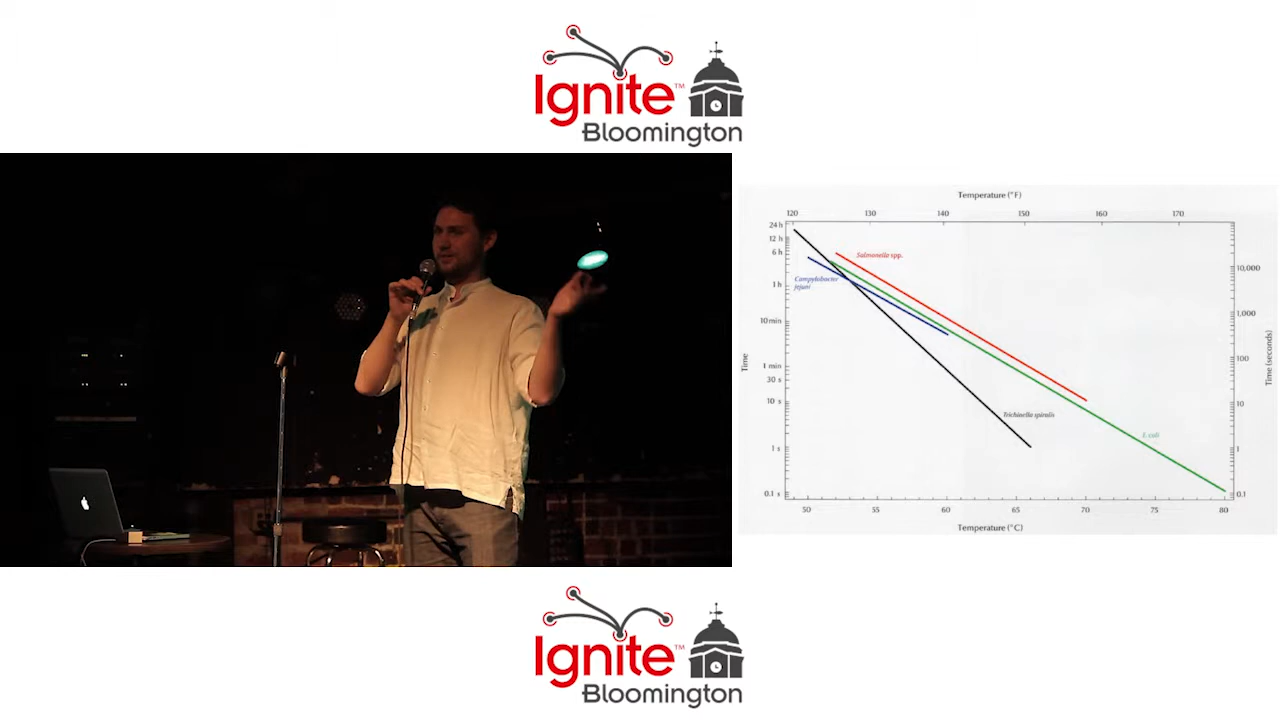 Ignite™
Bloomington
Temperature (°F)
120 130 140 150 160 170
24 h
12 h
6 h
1 h
10 min
1 min
30 s
10 s
1 s
0.1 s
Time
Salmonella spp.
Campylobacter
jejuni
Trichinella spiralis
E. coli
10,000
1,000
100
10
1
0.1
Time (seconds)
50 55 60 65 70 75 80
Temperature (°C)
Ignite™
Bloomington